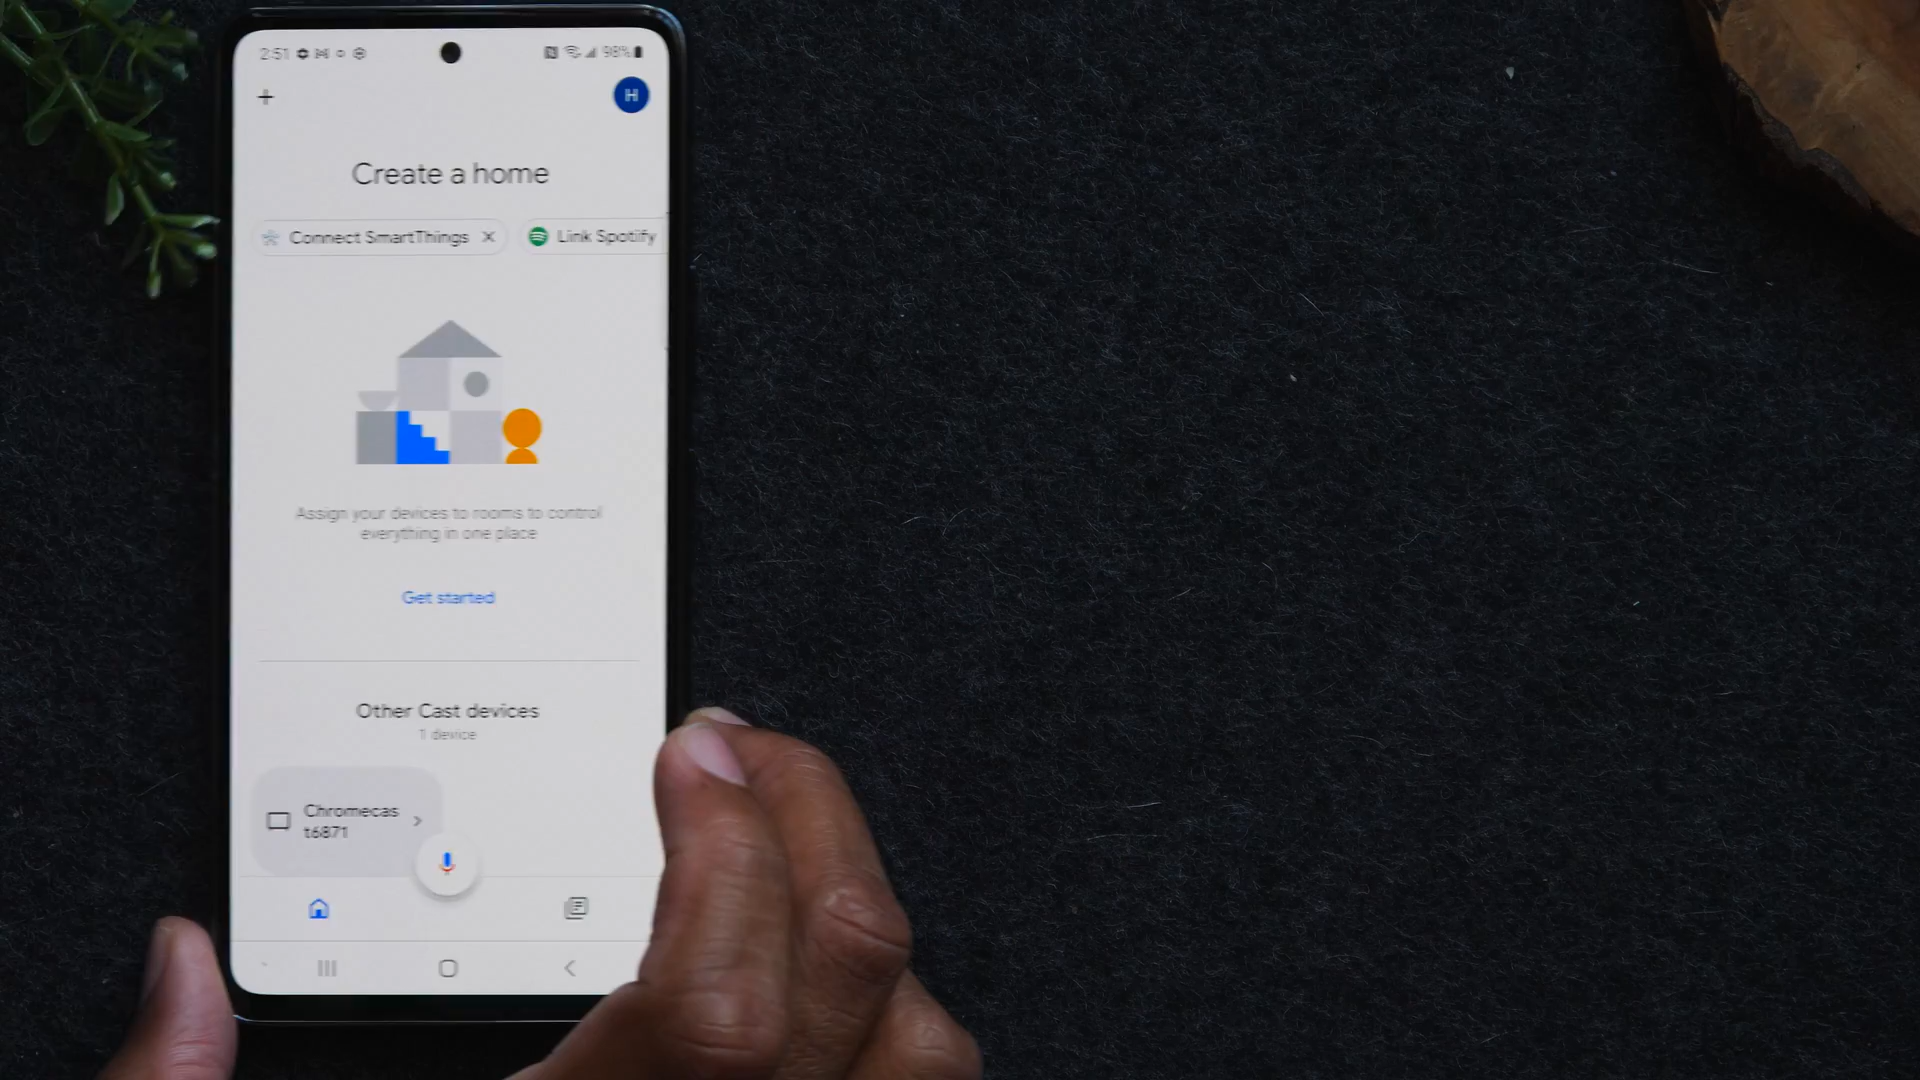 2:51
98%
H
Create a home
Connect SmartThings
Link Spotify
Assign your devices to rooms to control
everything in one place
Get started
Other Cast devices
1 device
Chromecas
t6871